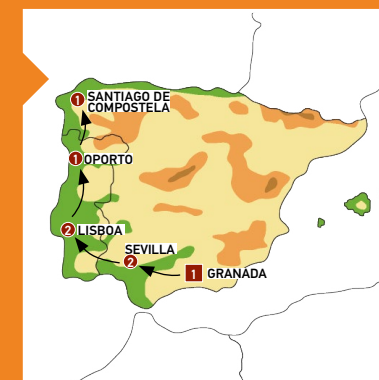 1 SANTIAGO DE
COMPOSTELA
1 OPORTO
2 LISBOA
SEVILLA
2
1 GRANADA